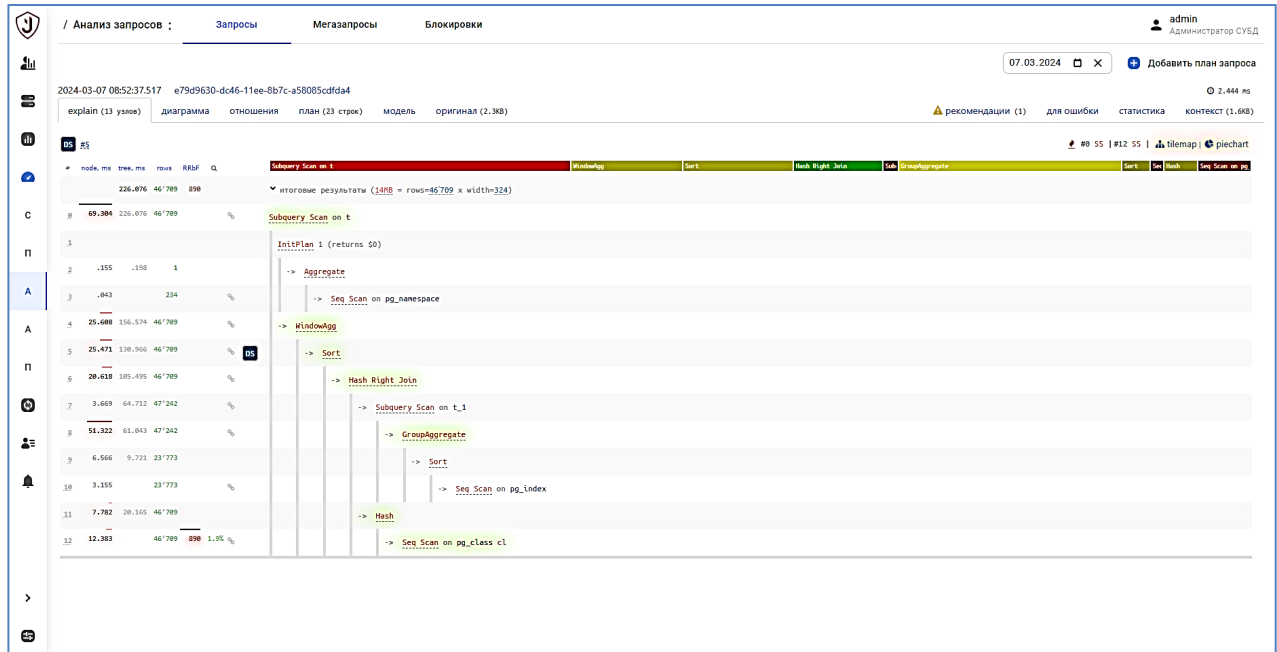 / Анализ запросов :
Запросы
Мегазапросы
Блокировки
admin
Администратор СУБД
07.03.2024
Добавить план запроса
2024-03-07 08:52:37.517 e79d9630-dc46-11ee-8b7c-a58085cdfda4
2.444 ms
explain (13 узлов) диаграмма отношения план (23 строк) модель оригинал (2.3KB)
рекомендации (1) для ошибки статистика контекст (1.6KB)
DS #5
#0 SS | #12 SS | tilemap | piechart
# node, ms tree, ms rows RRbF
Subquery Scan on t WindowAgg Sort Hash Right Join Sub GroupAggregate Sort Sec Hash Seq Scan on pg_
226.076 46'709 890 итоговые результаты (14MB = rows=46'709 x width=324)
0 69.304 226.076 46'709 Subquery Scan on t
1 InitPlan 1 (returns $0)
2 .155 .198 1 -> Aggregate
3 .043 234 -> Seq Scan on pg_namespace
4 25.608 156.574 46'709 -> WindowAgg
5 25.471 130.966 46'709 DS -> Sort
6 20.618 105.495 46'709 -> Hash Right Join
7 3.669 64.712 47'242 -> Subquery Scan on t_1
8 51.322 61.043 47'242 -> GroupAggregate
9 6.566 9.721 23'773 -> Sort
10 3.155 23'773 -> Seq Scan on pg_index
11 7.782 20.165 46'709 -> Hash
12 12.383 46'709 890 1.9% -> Seq Scan on pg_class cl
С
П
А
А
П